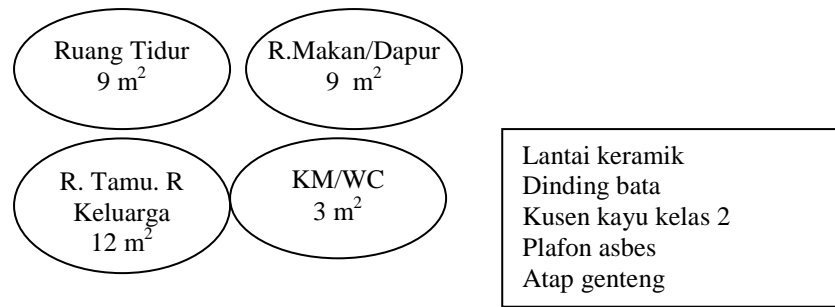 Ruang Tidur
9 m²
R.Makan/Dapur
9 m²
R. Tamu. R
Keluarga
12 m²
KM/WC
3 m²
Lantai keramik
Dinding bata
Kusen kayu kelas 2
Plafon asbes
Atap genteng